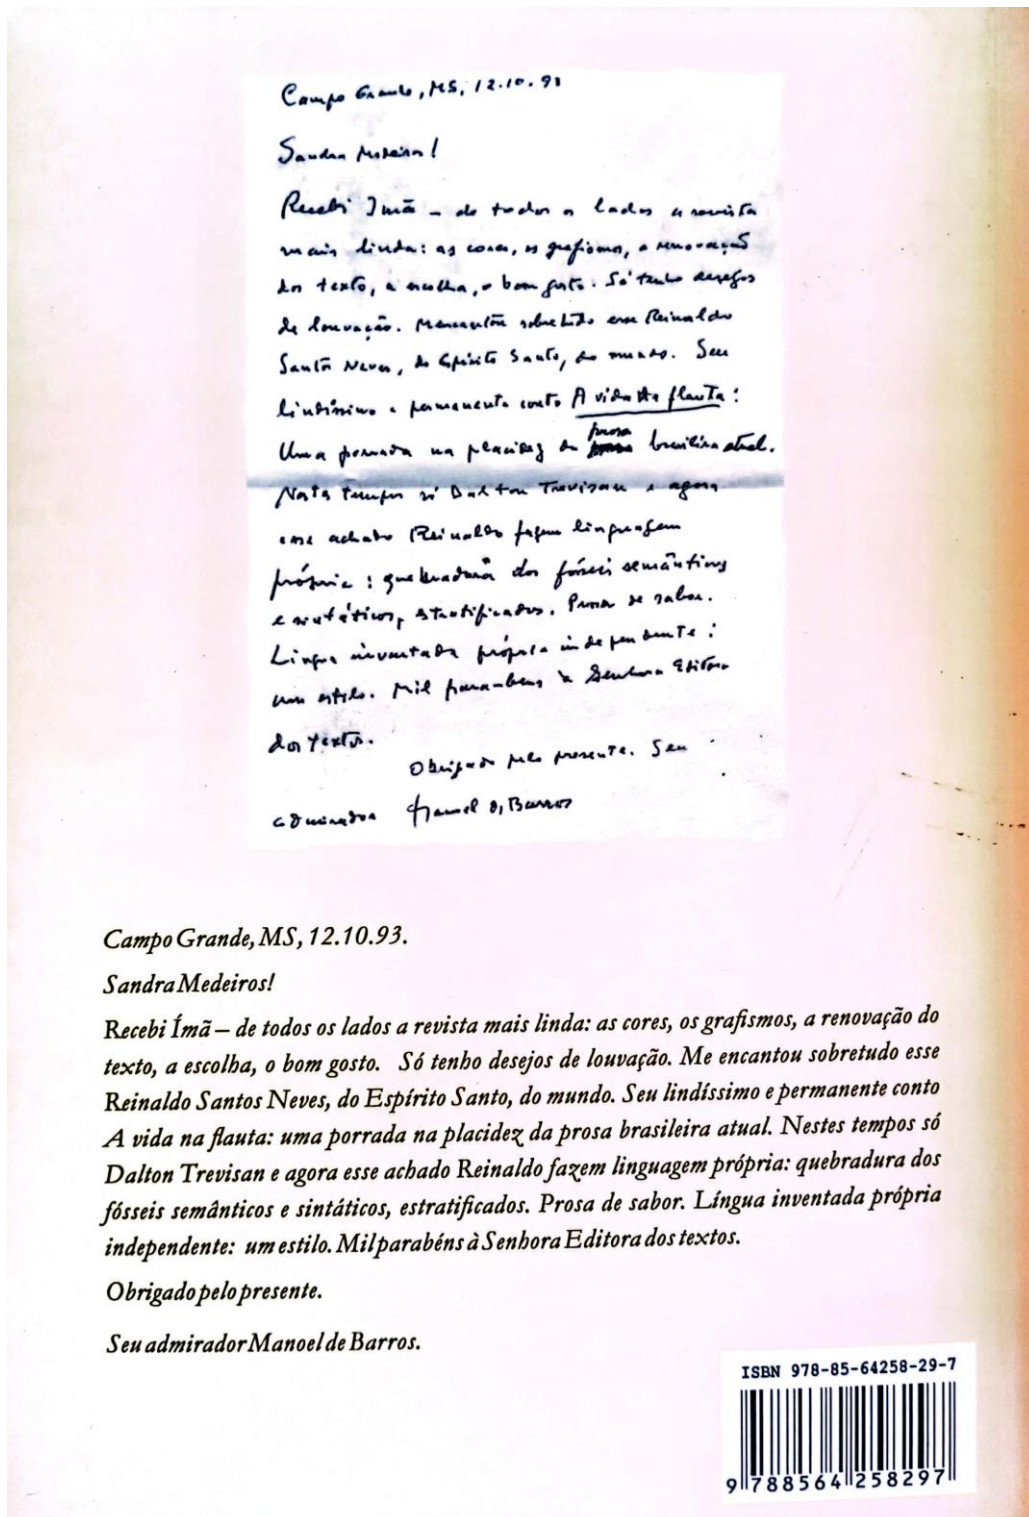 Campo Grande, MS, 12.10.93
Sandra Medeiros!
Recebi Imã – de todos os lados a revista
mais linda: as cores, os grafismos, a renovação
dos texto, a escolha, o bom gosto. Só tenho desejos
de louvação. Me encantou sobretudo esse Reinaldo
Santos Neves, do Espírito Santo, do mundo. Seu
lindíssimo e permanente conto A vida na flauta:
prosa
Uma porrada na placidez da brasileira atual.
Nestes tempos só Dalton Trevisan e agora
esse achado Reinaldo fazem linguagem
própria: quebradura dos fósseis semânticos
e sintáticos, estratificados. Prosa de sabor.
Língua inventada própria independente:
um estilo. Mil parabens à Senhora Editora
dos textos.
Obrigado pelo presente. Seu
admirador Manoel de Barros
Campo Grande, MS, 12.10.93.
Sandra Medeiros!
Recebi Ímã – de todos os lados a revista mais linda: as cores, os grafismos, a renovação do
texto, a escolha, o bom gosto. Só tenho desejos de louvação. Me encantou sobretudo esse
Reinaldo Santos Neves, do Espírito Santo, do mundo. Seu lindíssimo e permanente conto
A vida na flauta: uma porrada na placidez da prosa brasileira atual. Nestes tempos só
Dalton Trevisan e agora esse achado Reinaldo fazem linguagem própria: quebradura dos
fósseis semânticos e sintáticos, estratificados. Prosa de sabor. Língua inventada própria
independente: um estilo. Mil parabéns à Senhora Editora dos textos.
Obrigado pelo presente.
Seu admirador Manoel de Barros.
ISBN 978-85-64258-29-7
9 788564 258297